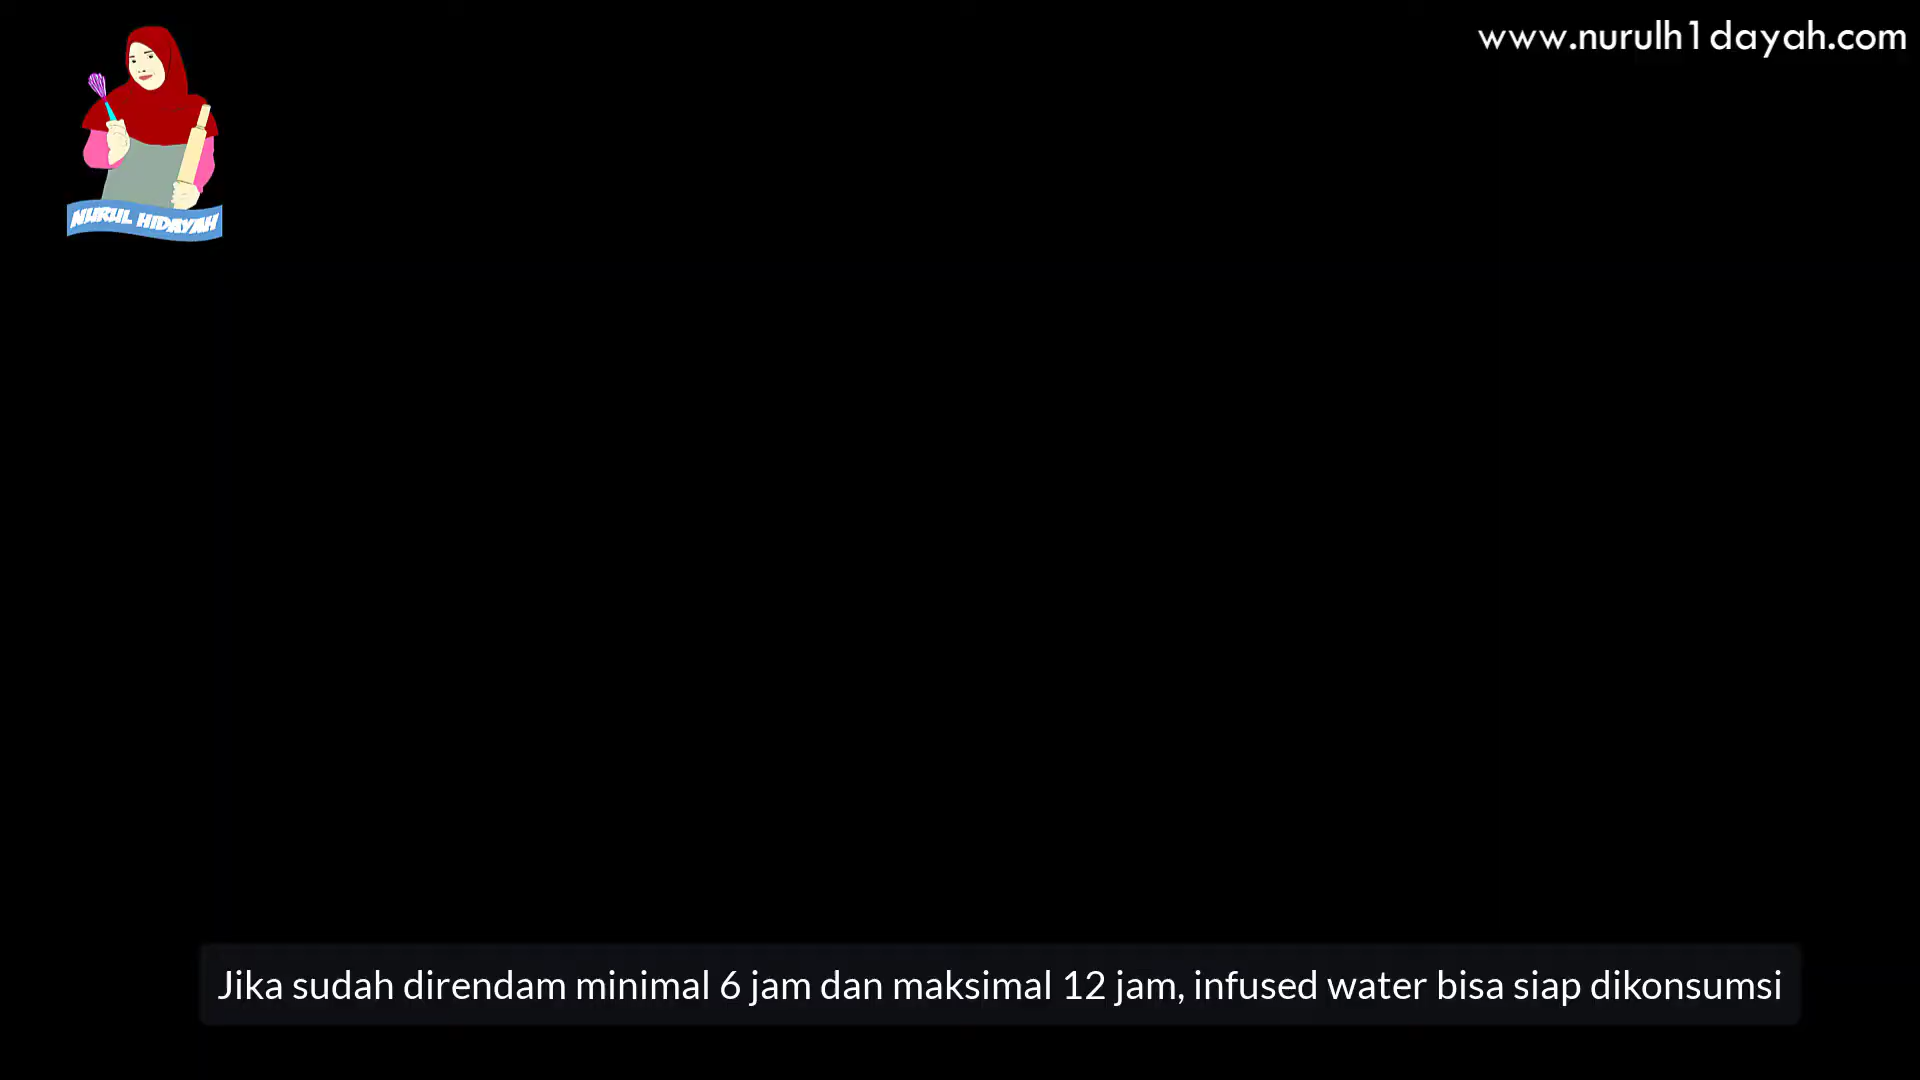 www.nurulh1dayah.com
NURUL HIDAYAH
Jika sudah direndam minimal 6 jam dan maksimal 12 jam, infused water bisa siap dikonsumsi